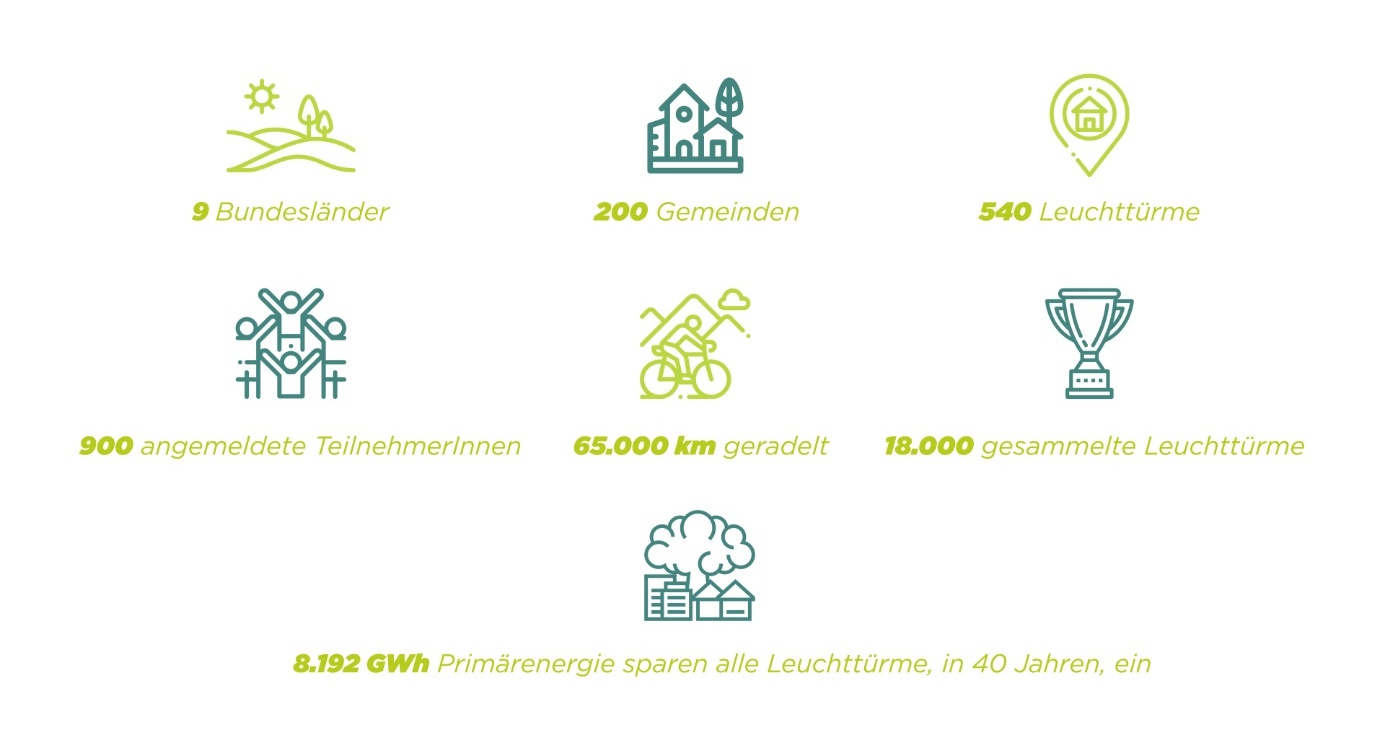 9 Bundesländer
200 Gemeinden
540 Leuchttürme
900 angemeldete TeilnehmerInnen
65.000 km geradelt
18.000 gesammelte Leuchttürme
8.192 GWh Primärenergie sparen alle Leuchttürme, in 40 Jahren, ein